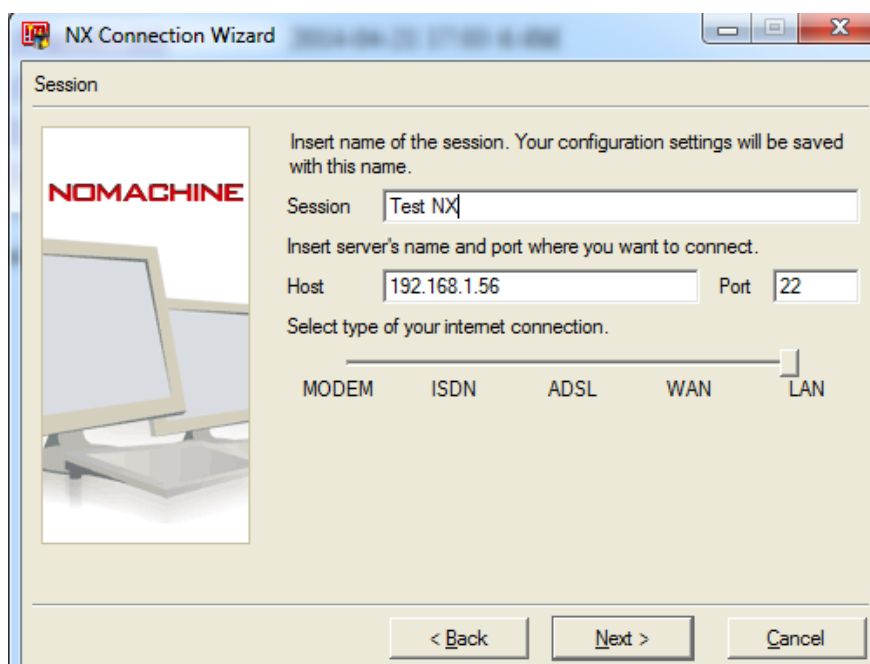 NX Connection Wizard
Session
Insert name of the session. Your configuration settings will be saved
with this name.
NOMACHINE
Session Test NX
Insert server's name and port where you want to connect.
Host 192.168.1.56 Port 22
Select type of your internet connection.
MODEM ISDN ADSL WAN LAN
< Back Next > Cancel